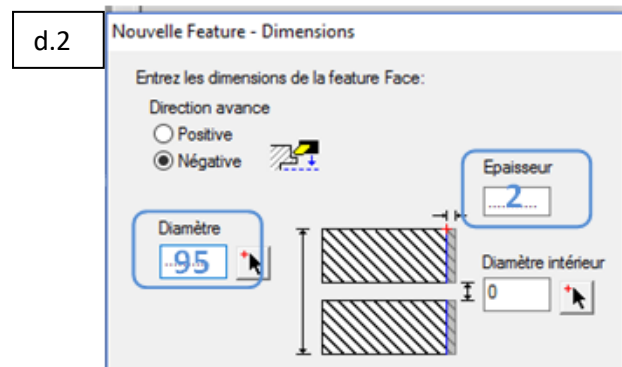 d.2
Nouvelle Feature - Dimensions
Entrez les dimensions de la feature Face:
Direction avance
Positive
Négative
Epaisseur
2
Diamètre
95
Diamètre intérieur
0